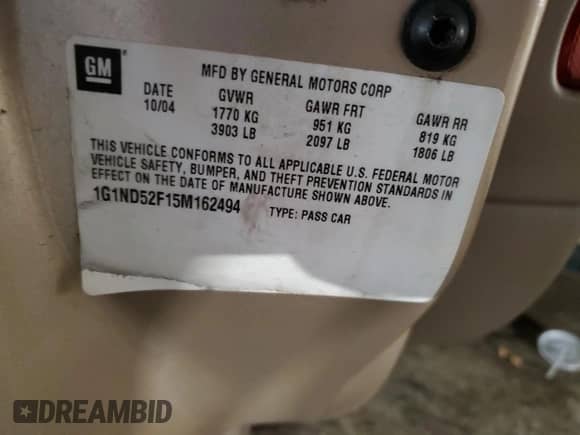 GM
MFD BY GENERAL MOTORS CORP
DATE GVWR GAWR FRT GAWR RR
10/04 1770 KG 951 KG 819 KG
3903 LB 2097 LB 1806 LB
THIS VEHICLE CONFORMS TO ALL APPLICABLE U.S. FEDERAL MOTOR
VEHICLE SAFETY, BUMPER, AND THEFT PREVENTION STANDARDS IN
EFFECT ON THE DATE OF MANUFACTURE SHOWN ABOVE.
1G1ND52F15M162494 TYPE: PASS CAR
DREAMBID